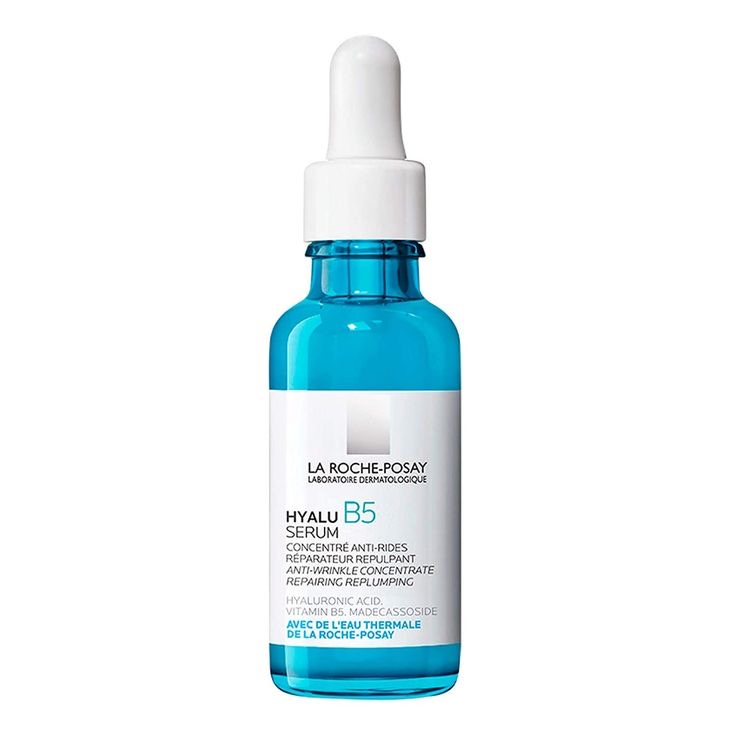 LA ROCHE-POSAY
LABORATOIRE DERMATOLOGIQUE
HYALU B5
SERUM
CONCENTRÉ ANTI-RIDES
RÉPARATEUR REPULPANT
ANTI-WRINKLE CONCENTRATE
REPAIRING REPLUMPING
HYALURONIC ACID.
VITAMIN B5. MADECASSOSIDE
AVEC DE L'EAU THERMALE
DE LA ROCHE-POSAY